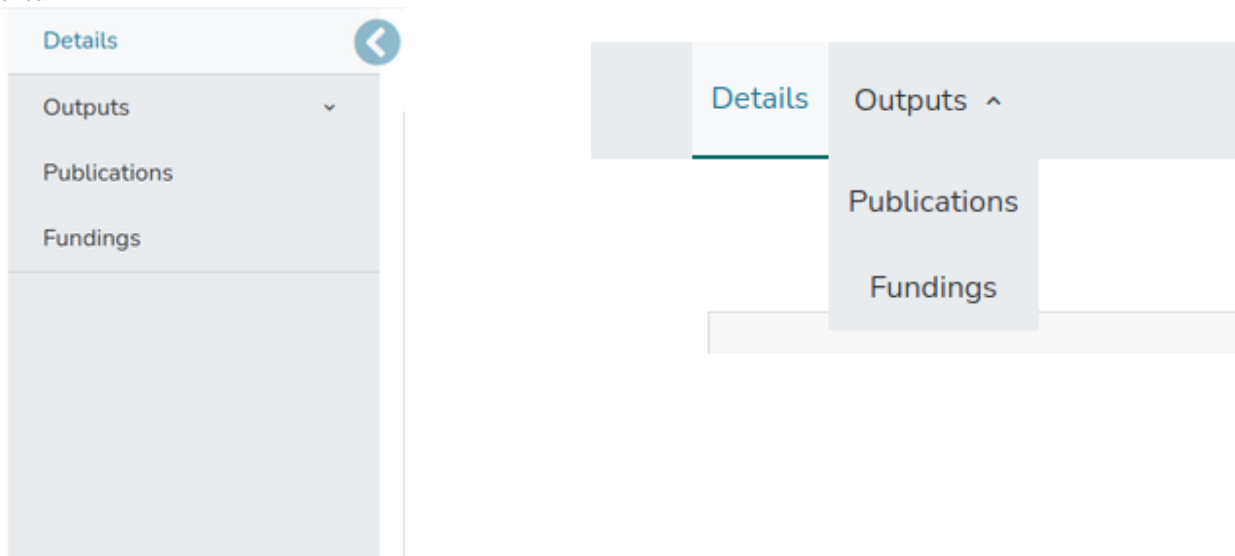 Details
Outputs
Publications
Fundings
Details
Outputs
Publications
Fundings